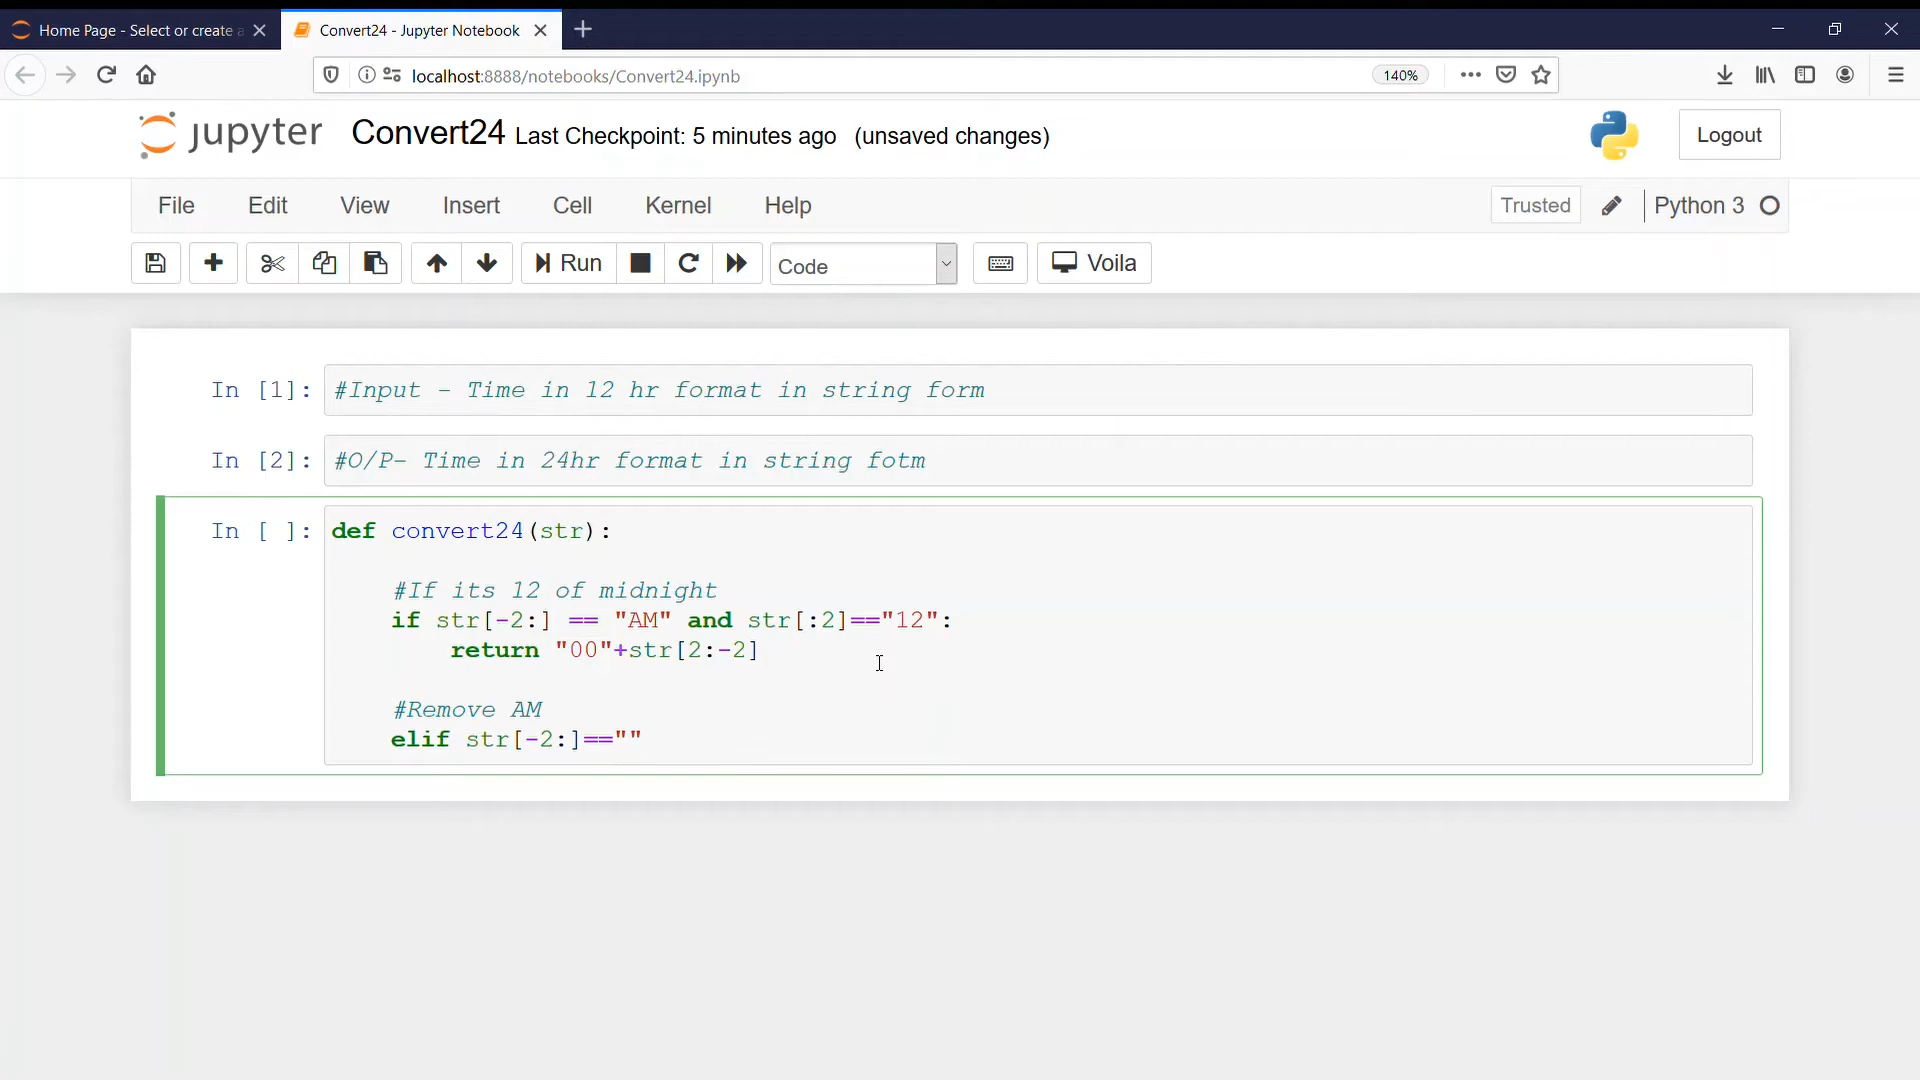 Home Page - Select or create a
Convert24 - Jupyter Notebook
localhost:8888/notebooks/Convert24.ipynb
140%
jupyter Convert24 Last Checkpoint: 5 minutes ago (unsaved changes)
Logout
File Edit View Insert Cell Kernel Help
Trusted
Python 3
Run
Code
Voila
In [1]: #Input - Time in 12 hr format in string form
In [2]: #O/P- Time in 24hr format in string fotm
In [ ]: def convert24(str):
#If its 12 of midnight
if str[-2:] == "AM" and str[:2]=="12":
return "00"+str[2:-2]
#Remove AM
elif str[-2:]==""